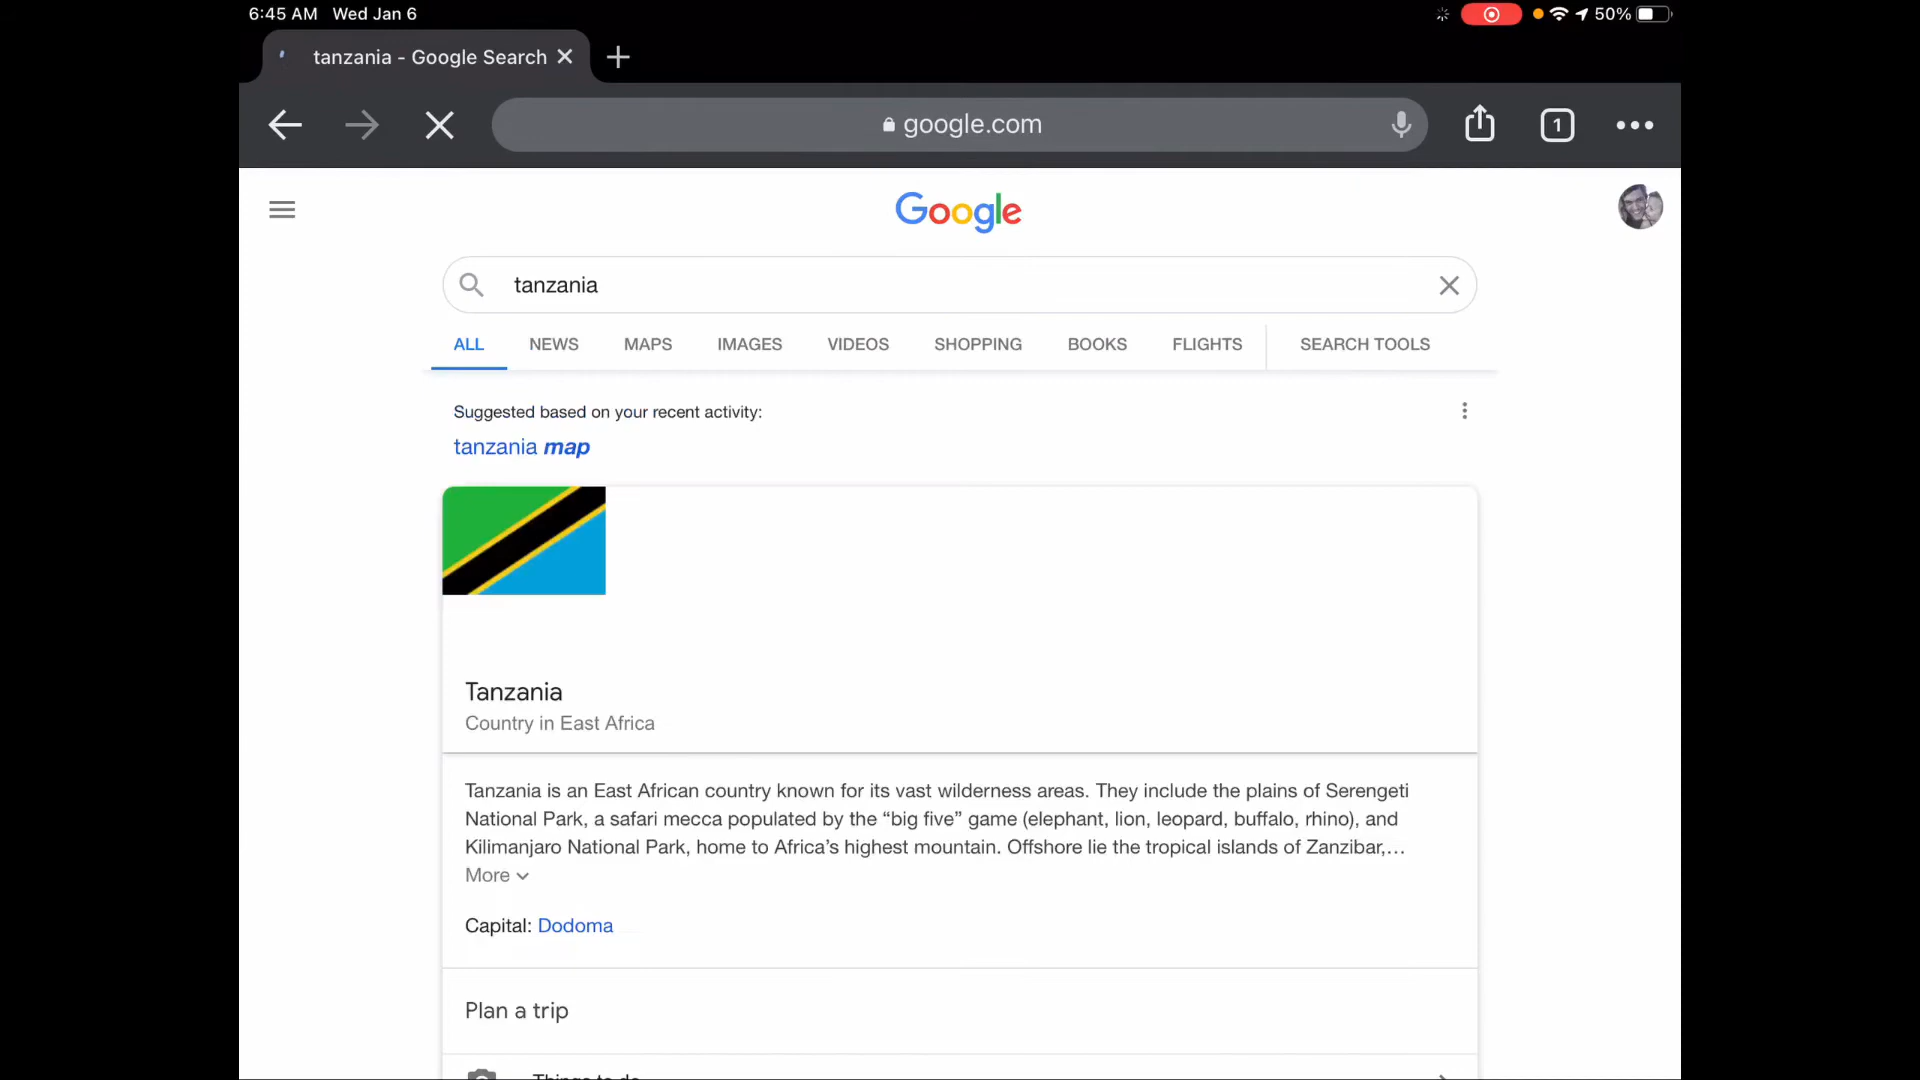 6:45 AM Wed Jan 6
50%
tanzania - Google Search
google.com
1
Google
tanzania
ALL NEWS MAPS IMAGES VIDEOS SHOPPING BOOKS FLIGHTS SEARCH TOOLS
Suggested based on your recent activity:
tanzania map
Tanzania
Country in East Africa
Tanzania is an East African country known for its vast wilderness areas. They include the plains of Serengeti
National Park, a safari mecca populated by the “big five” game (elephant, lion, leopard, buffalo, rhino), and
Kilimanjaro National Park, home to Africa’s highest mountain. Offshore lie the tropical islands of Zanzibar,…
More
Capital: Dodoma
Plan a trip
Things to do